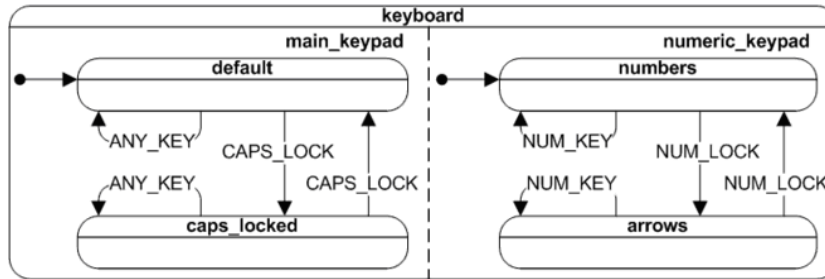 keyboard
main_keypad
numeric_keypad
default
numbers
ANY_KEY
CAPS_LOCK
NUM_KEY
NUM_LOCK
ANY_KEY
CAPS_LOCK
NUM_KEY
NUM_LOCK
caps_locked
arrows